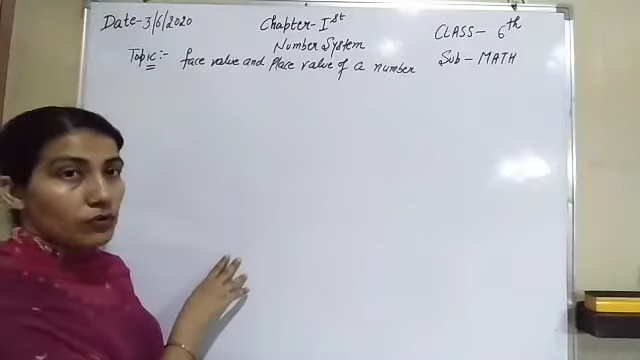 Date-3/6/2020 Chapter-Ist CLASS- 6th
Number System
Sub- MATH
Topic:- face value and Place value of a number